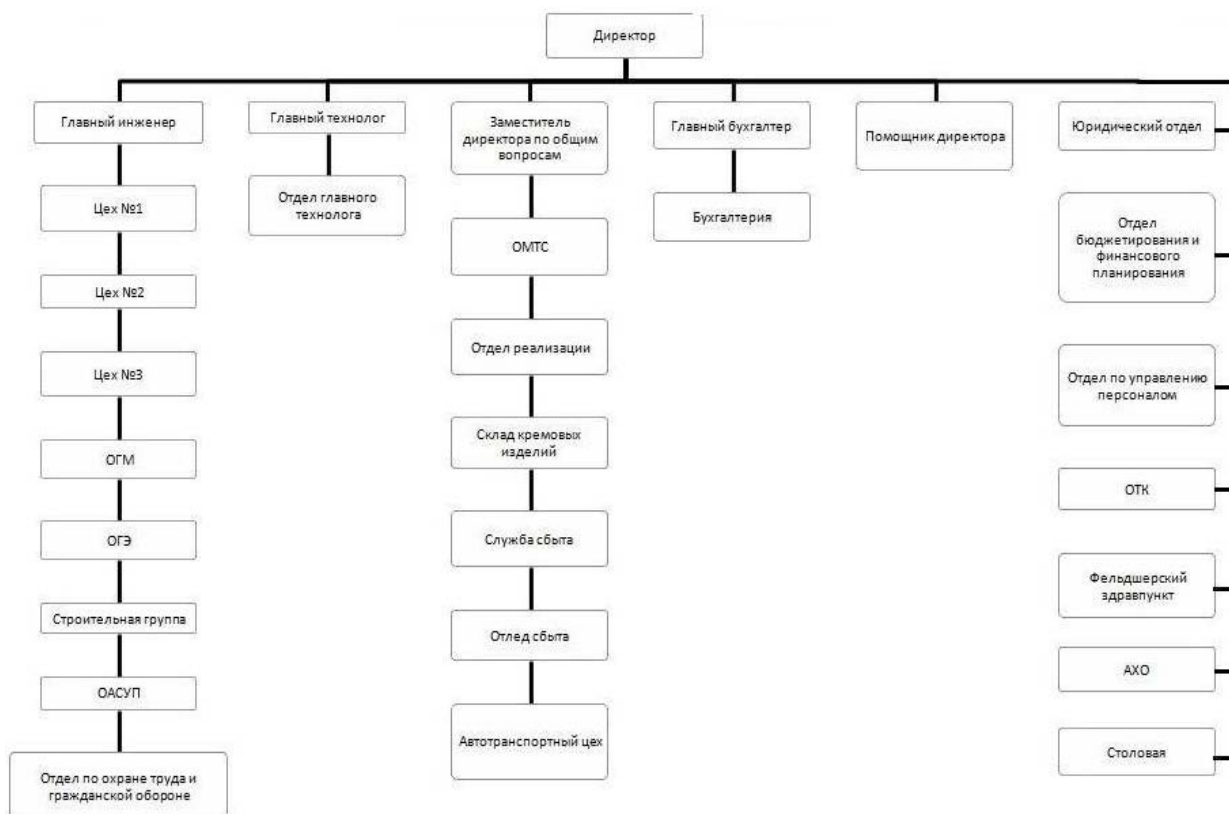 Директор
Главный инженер
Главный технолог
Заместитель
директора по общим
вопросам
Главный бухгалтер
Помощник директора
Юридический отдел
Цех №1
Отдел главного
технолога
ОМТС
Бухгалтерия
Отдел
бюджетирования и
финансового
планирования
Цех №2
Отдел реализации
Цех №3
Отдел по управлению
персоналом
Склад кремовых
изделий
ОГМ
ОТК
ОГЭ
Служба сбыта
Фельдшерский
здравпункт
Строительная группа
Отлед сбыта
ОАСУП
АХО
Автотранспортный цех
Столовая
Отдел по охране труда и
гражданской обороне